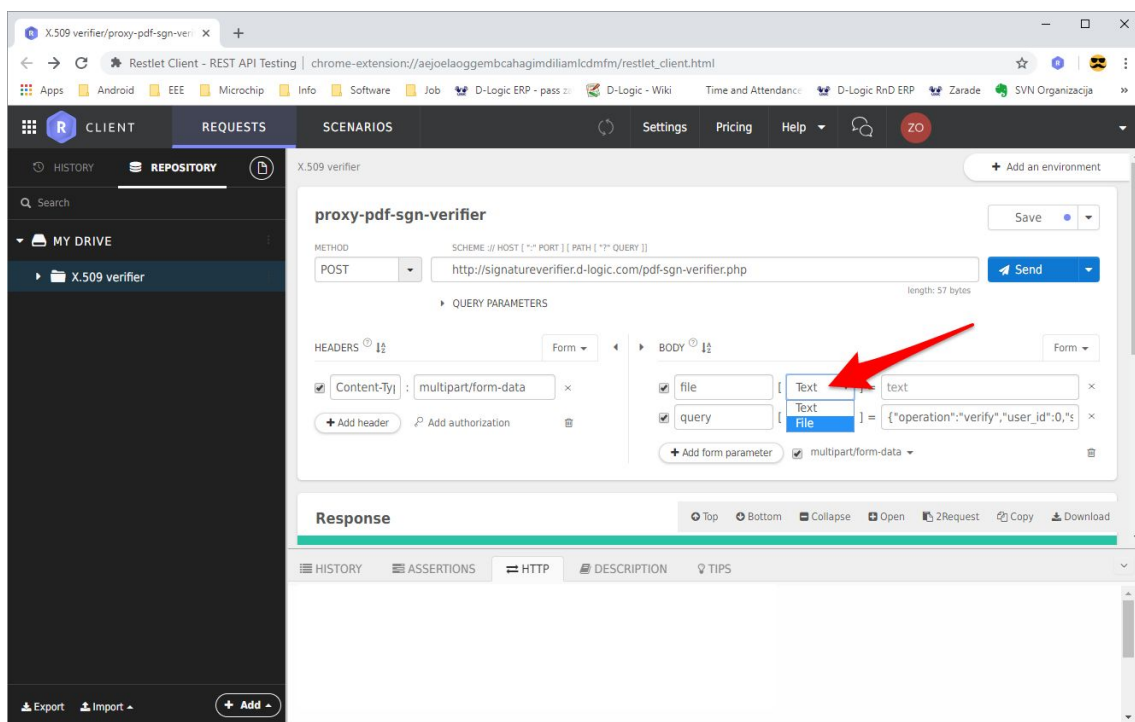 X.509 verifier/proxy-pdf-sgn-veri
Restlet Client - REST API Testing | chrome-extension://aejoelaoggembcahagimdiliamlcdmfm/restlet_client.html
Apps Android EEE Microchip Info Software Job D-Logic ERP - pass za D-Logic - Wiki Time and Attendance D-Logic RnD ERP Zarade SVN Organizacija »
R CLIENT REQUESTS SCENARIOS Settings Pricing Help ZO
HISTORY REPOSITORY X.509 verifier + Add an environment
Search
MY DRIVE
X.509 verifier
proxy-pdf-sgn-verifier Save
METHOD SCHEME :// HOST [ ":" PORT ] [ PATH [ "?" QUERY ]]
POST http://signatureverifier.d-logic.com/pdf-sgn-verifier.php Send
length: 57 bytes
QUERY PARAMETERS
HEADERS ? Form BODY ? Form
Content-Typ : multipart/form-data × file [ Text ] = text ×
Text
File
query [ ] = {"operation":"verify","user_id":0,"s ×
+ Add header Add authorization
+ Add form parameter multipart/form-data
Response Top Bottom Collapse Open 2Request Copy Download
HISTORY ASSERTIONS HTTP DESCRIPTION TIPS
Export Import + Add